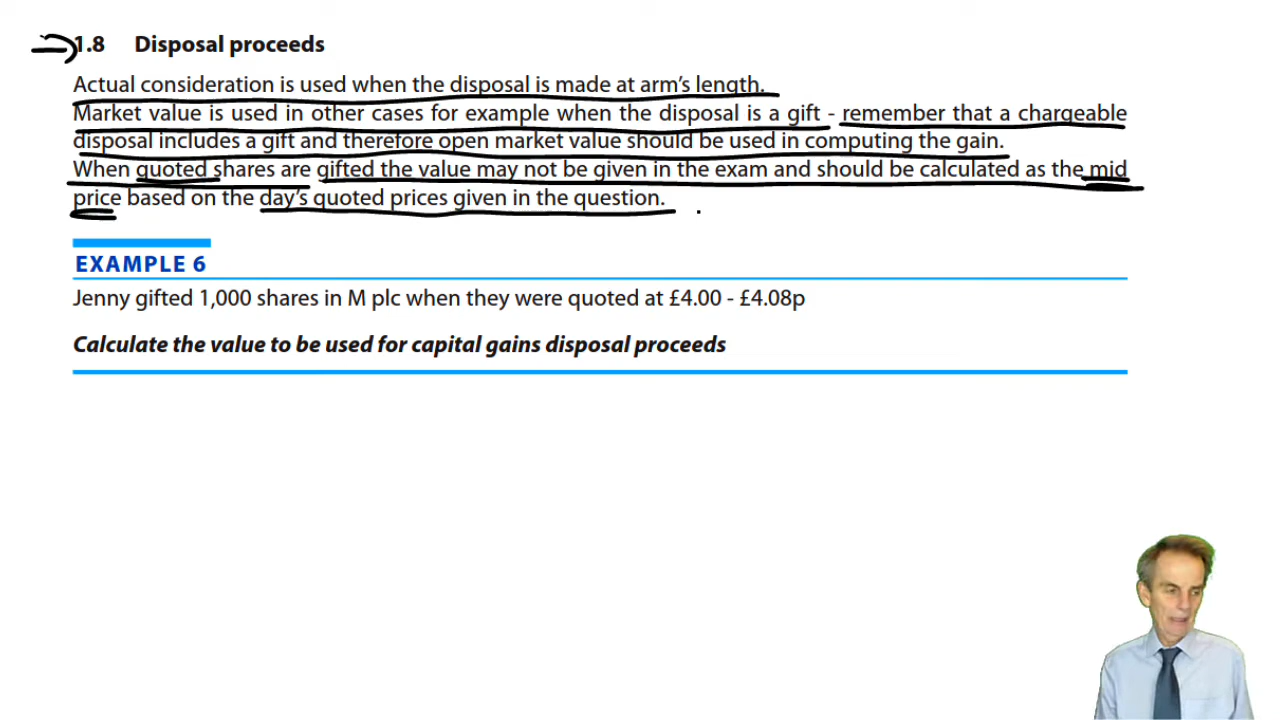 1.8 Disposal proceeds
Actual consideration is used when the disposal is made at arm's length.
Market value is used in other cases for example when the disposal is a gift - remember that a chargeable
disposal includes a gift and therefore open market value should be used in computing the gain.
When quoted shares are gifted the value may not be given in the exam and should be calculated as the mid
price based on the day's quoted prices given in the question.
EXAMPLE 6
Jenny gifted 1,000 shares in M plc when they were quoted at £4.00 - £4.08p
Calculate the value to be used for capital gains disposal proceeds